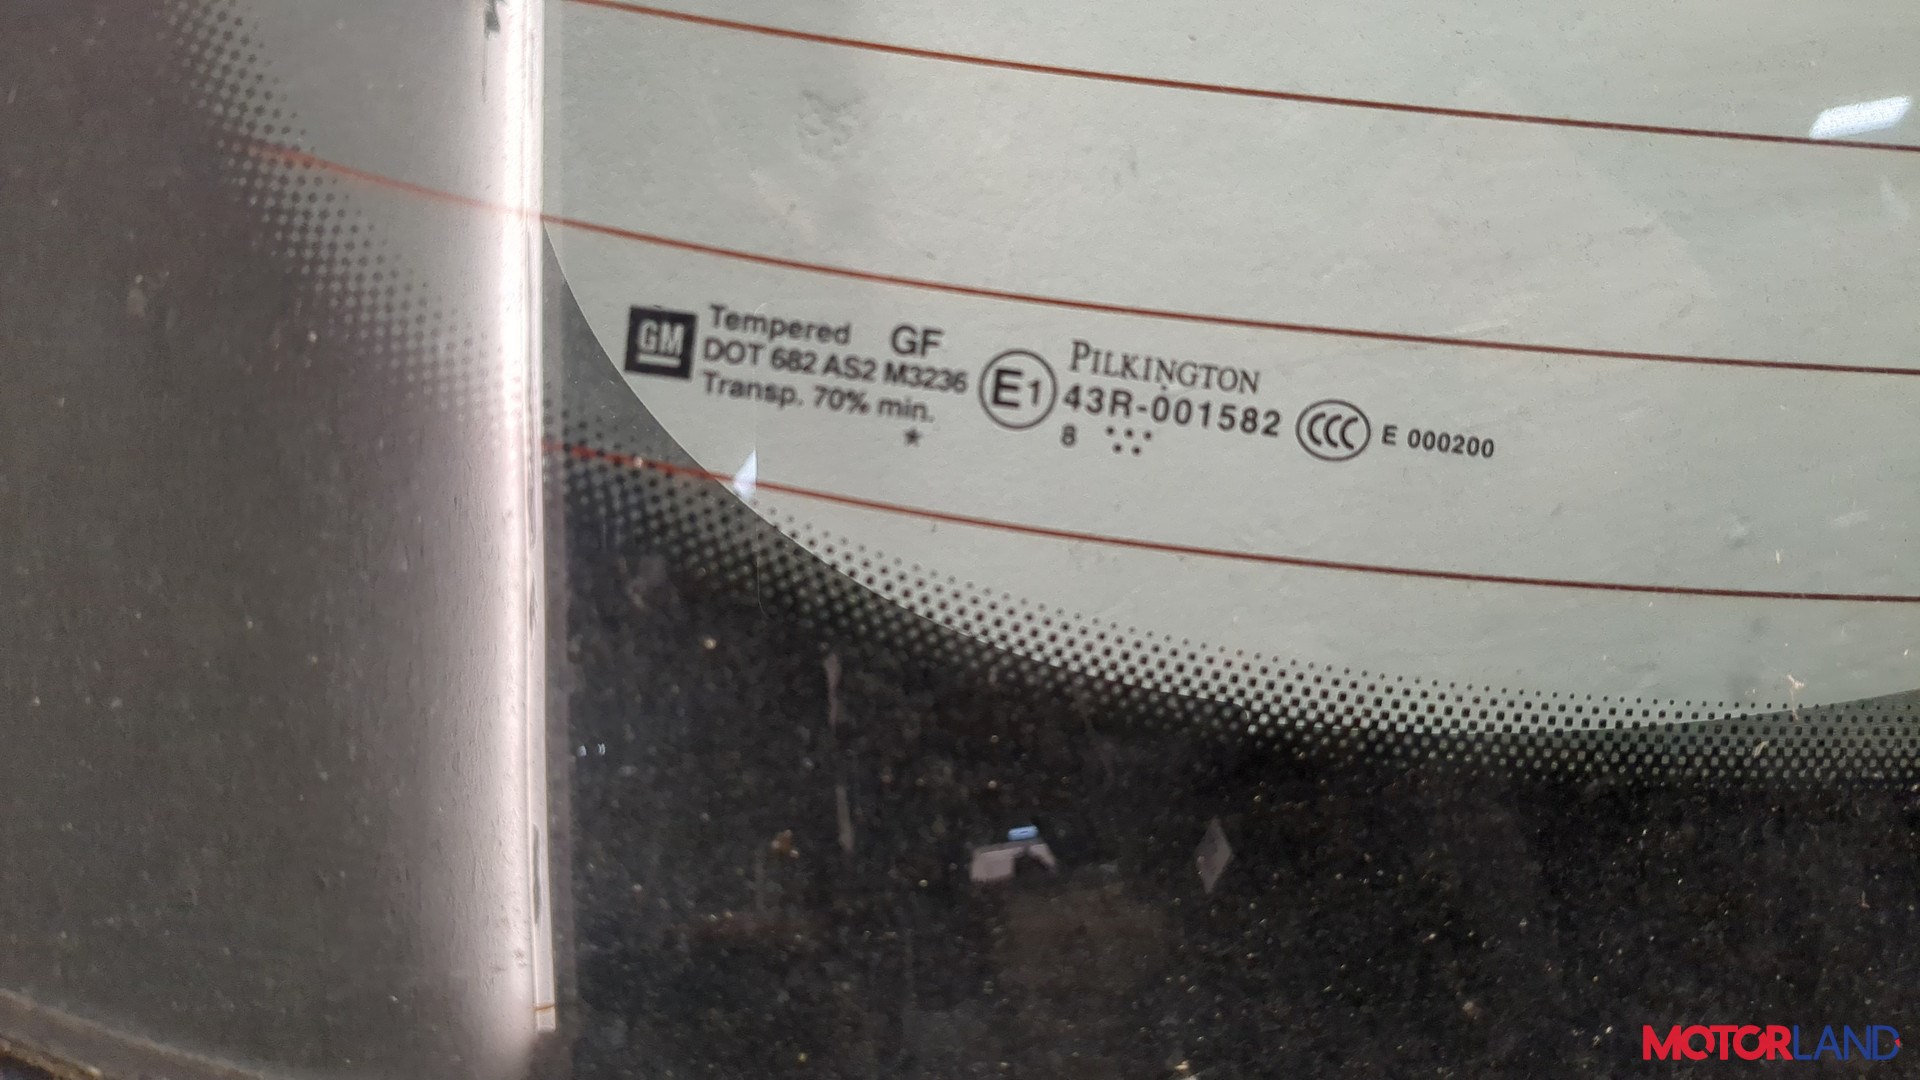 GM
Tempered GF
DOT 682 AS2 M3236
Transp. 70% min.
*
E1
PILKINGTON
43R-001582
8
CCC
E 000200
MOTORLAND